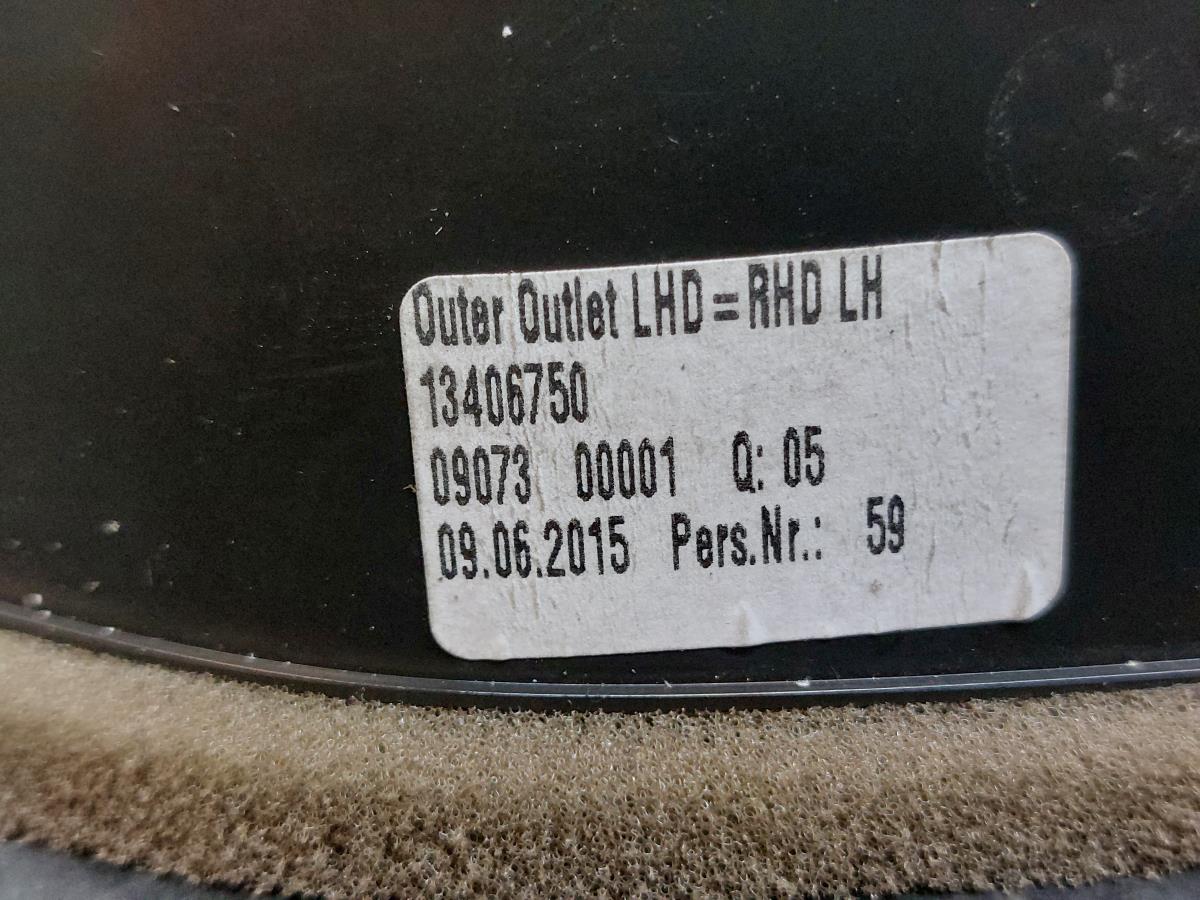 Outer Outlet LHD=RHD LH
13406750
09073 00001 Q: 05
09.06.2015 Pers.Nr.: 59